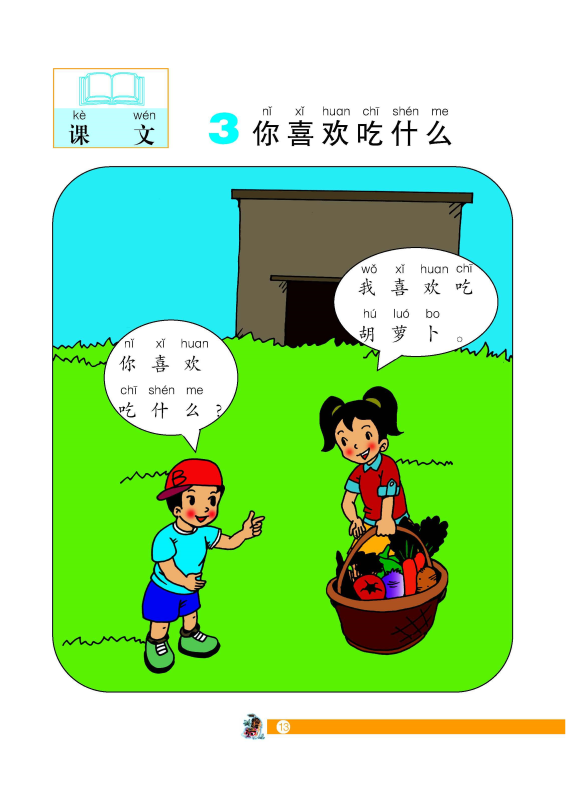 kè wén
课 文
nǐ xǐ huan chī shén me
3 你喜欢吃什么
wǒ xǐ huan chī
我 喜 欢 吃
hú luó bo
胡 萝 卜 。
nǐ xǐ huan
你 喜 欢
chī shén me
吃 什 么 ?
B
13